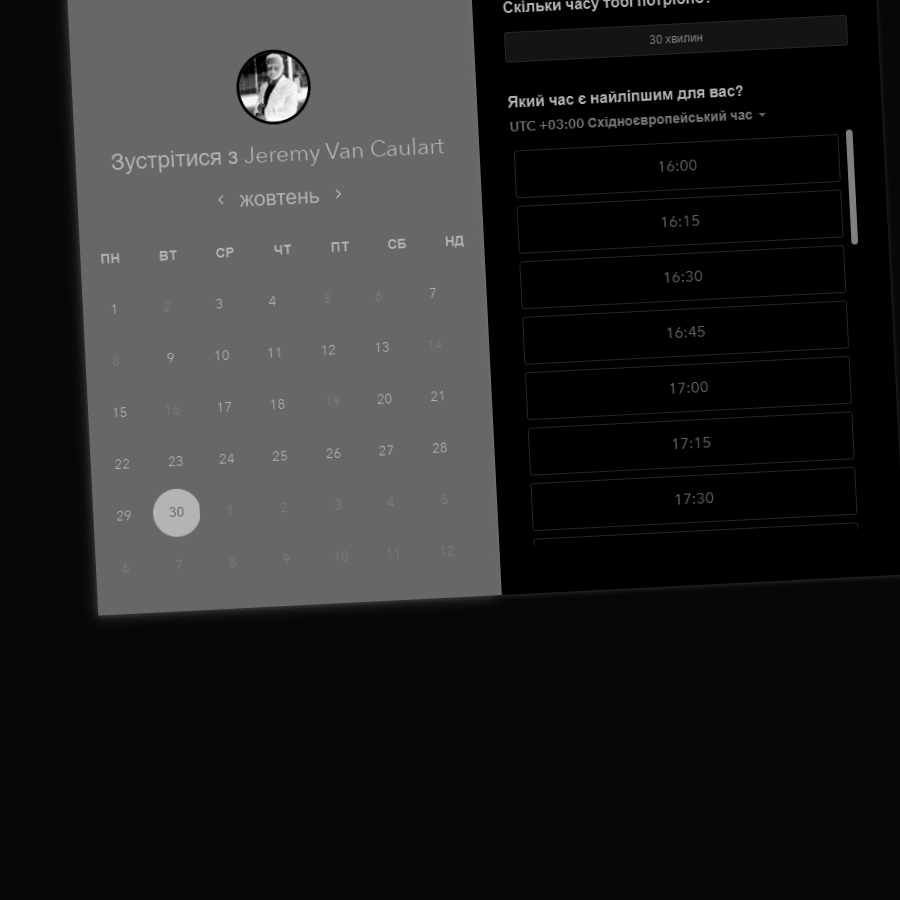 Зустрітися з Jeremy Van Caulart
жовтень
ПН ВТ СР ЧТ ПТ СБ НД
1 2 3 4 5 6 7
8 9 10 11 12 13 14
15 16 17 18 19 20 21
22 23 24 25 26 27 28
29 30 1 2 3 4 5
6 7 8 9 10 11 12
Скільки часу тобі потрібно?
30 хвилин
Який час є найліпшим для вас?
UTC +03:00 Східноєвропейський час
16:00
16:15
16:30
16:45
17:00
17:15
17:30